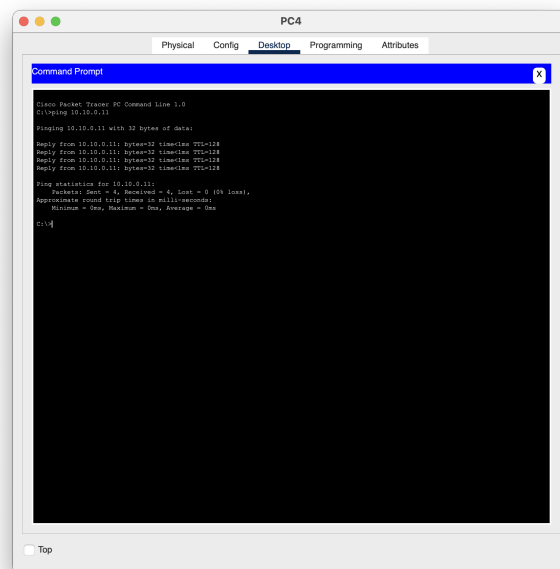 PC4
Physical Config Desktop Programming Attributes
Command Prompt
X
Cisco Packet Tracer PC Command Line 1.0
C:\>ping 10.10.0.11
Pinging 10.10.0.11 with 32 bytes of data:
Reply from 10.10.0.11: bytes=32 time<1ms TTL=128
Reply from 10.10.0.11: bytes=32 time<1ms TTL=128
Reply from 10.10.0.11: bytes=32 time<1ms TTL=128
Reply from 10.10.0.11: bytes=32 time<1ms TTL=128
Ping statistics for 10.10.0.11:
Packets: Sent = 4, Received = 4, Lost = 0 (0% loss),
Approximate round trip times in milli-seconds:
Minimum = 0ms, Maximum = 0ms, Average = 0ms
C:\>
Top